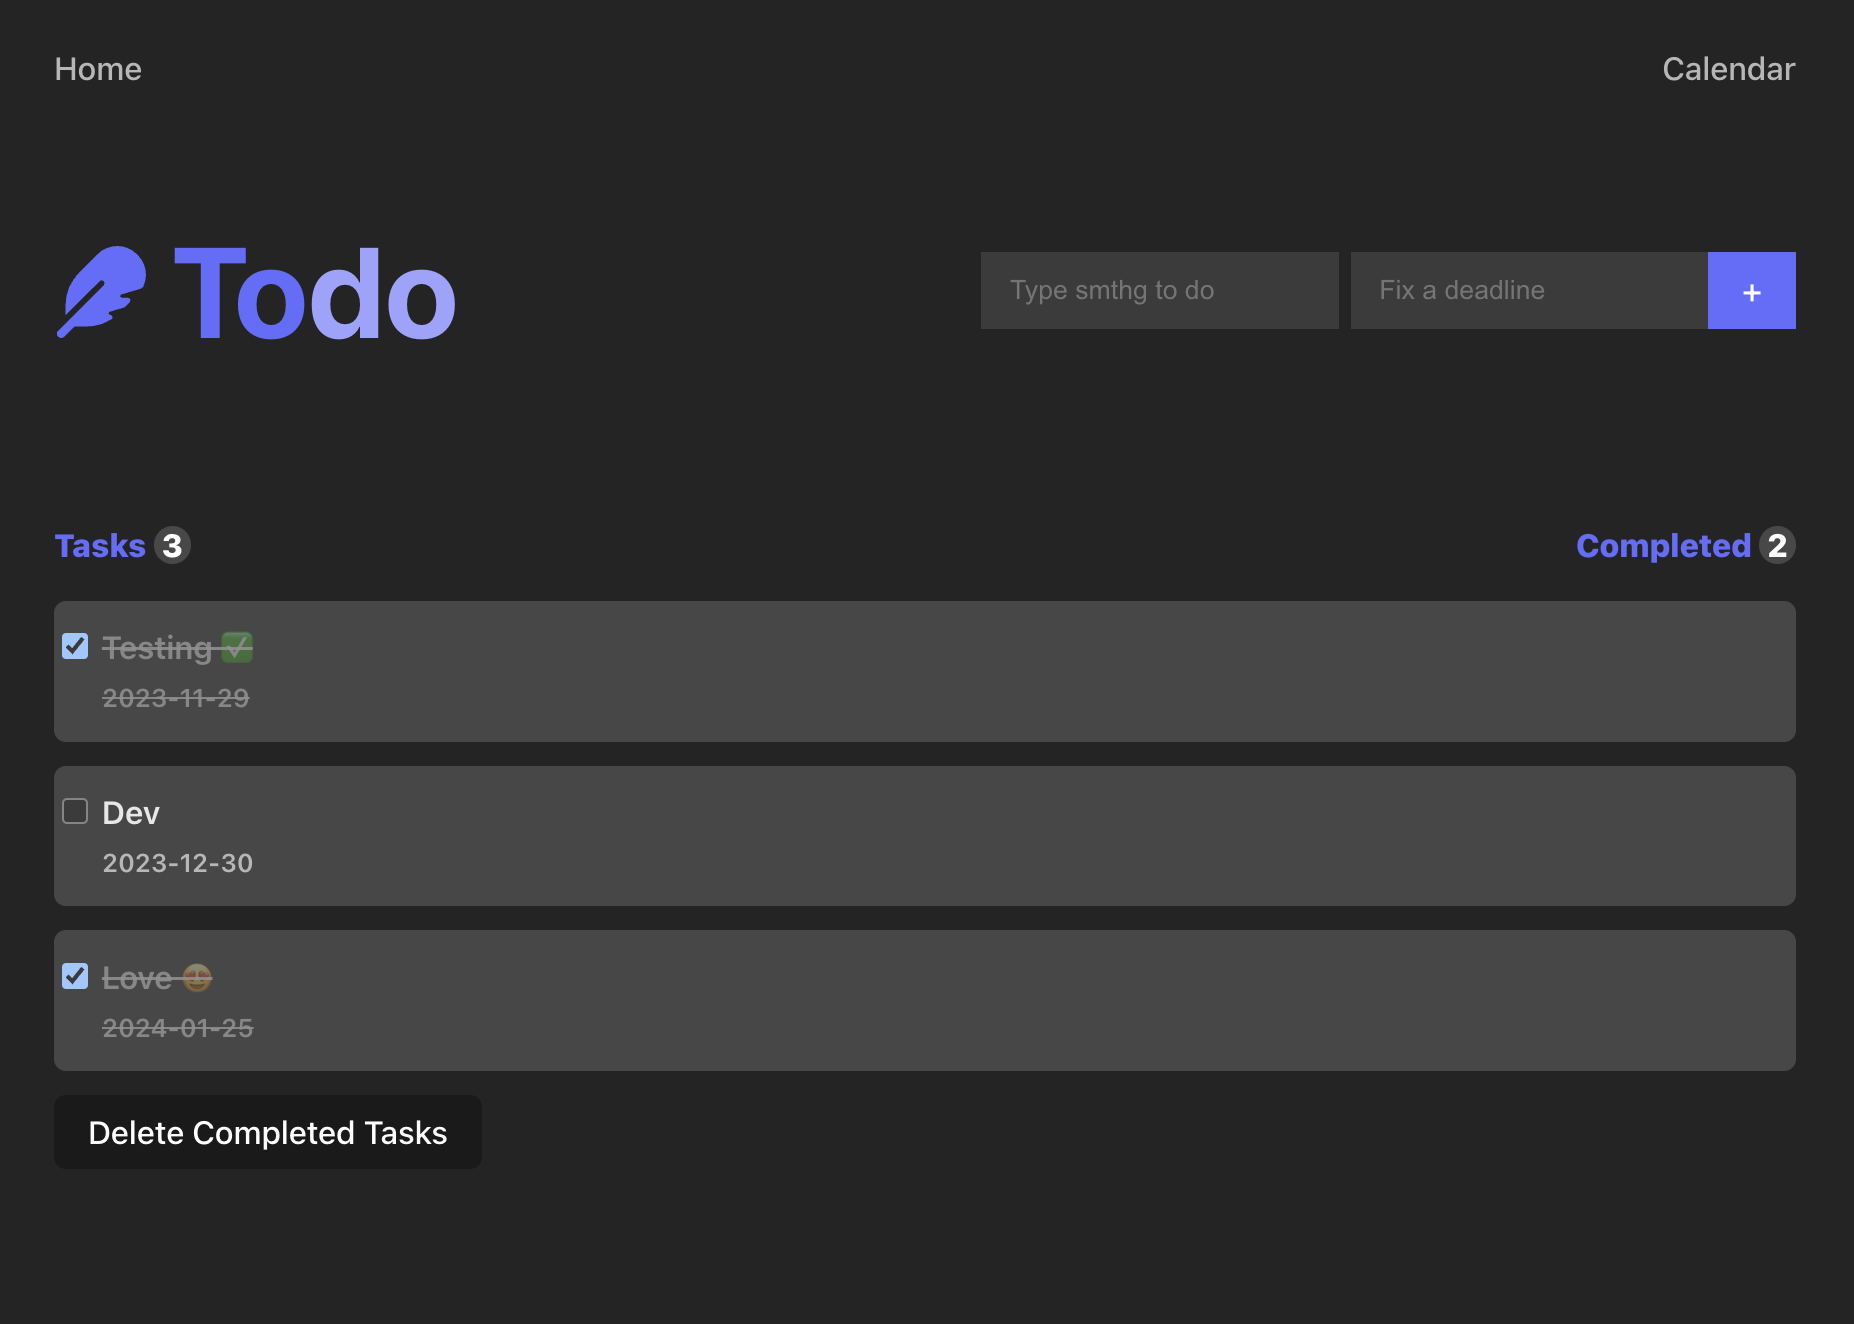 Home Calendar
Todo
Type smthg to do Fix a deadline +
Tasks 3 Completed 2
Testing ✅
2023-11-29
Dev
2023-12-30
Love 😍
2024-01-25
Delete Completed Tasks